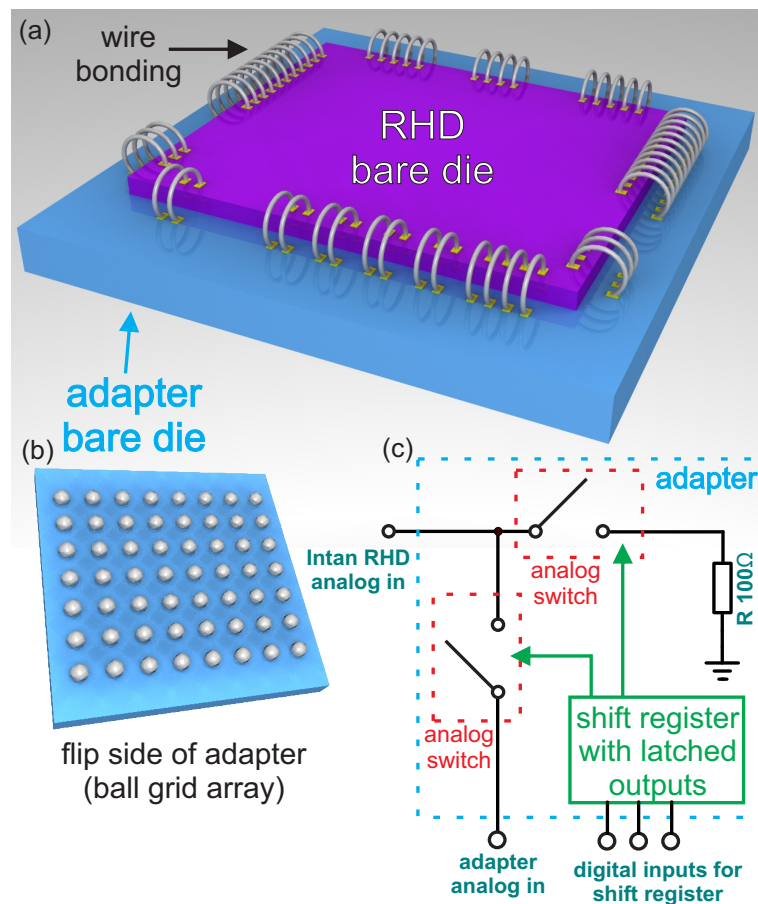 (a)
wire
bonding
RHD
bare die
adapter
bare die
(b)
flip side of adapter
(ball grid array)
(c)
adapter
Intan RHD
analog in
analog
switch
R 100Ω
analog
switch
shift register
with latched
outputs
adapter
analog in
digital inputs for
shift register